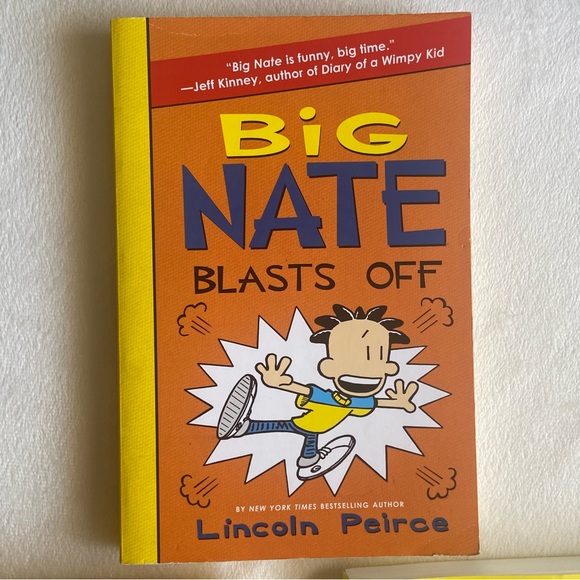 "Big Nate is funny, big time."
—Jeff Kinney, author of Diary of a Wimpy Kid
BiG
NATE
BLASTS OFF
BY NEW YORK TIMES BESTSELLING AUTHOR
Lincoln Peirce